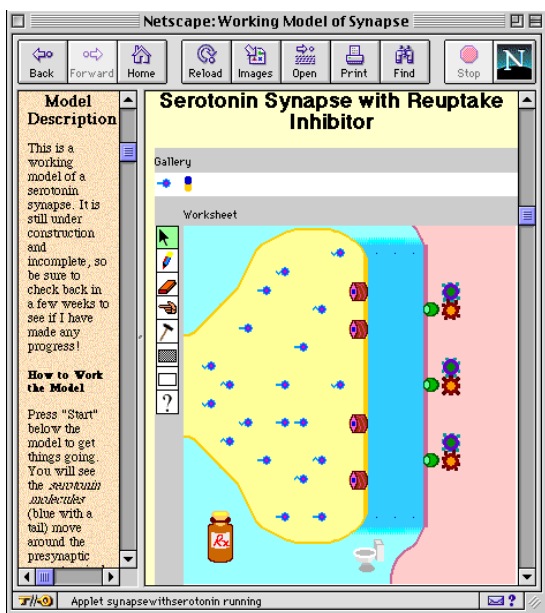 Netscape: Working Model of Synapse
Back
Forward
Home
Reload
Images
Open
Print
Find
Stop
N
Model
Description
This is a
working
model of a
serotonin
synapse. It is
still under
construction
and
incomplete, so
be sure to
check back in
a few weeks to
see if I have
made any
progress!
How to Work
the Model
Press "Start"
below the
model to get
things going.
You will see
the serotonin
molecules
(blue with a
tail) move
around the
presynaptic
Serotonin Synapse with Reuptake
Inhibitor
Gallery
Worksheet
?
Rx
Applet synapsewithserotonin running
?